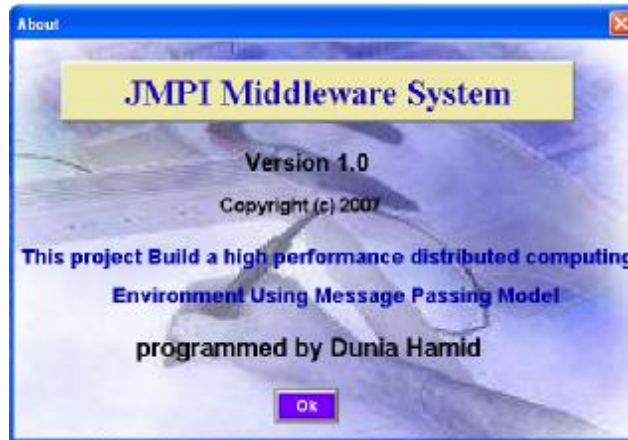 About
JMPI Middleware System
Version 1.0
Copyright (c) 2007
This project Build a high performance distributed computing
Environment Using Message Passing Model
programmed by Dunia Hamid
Ok